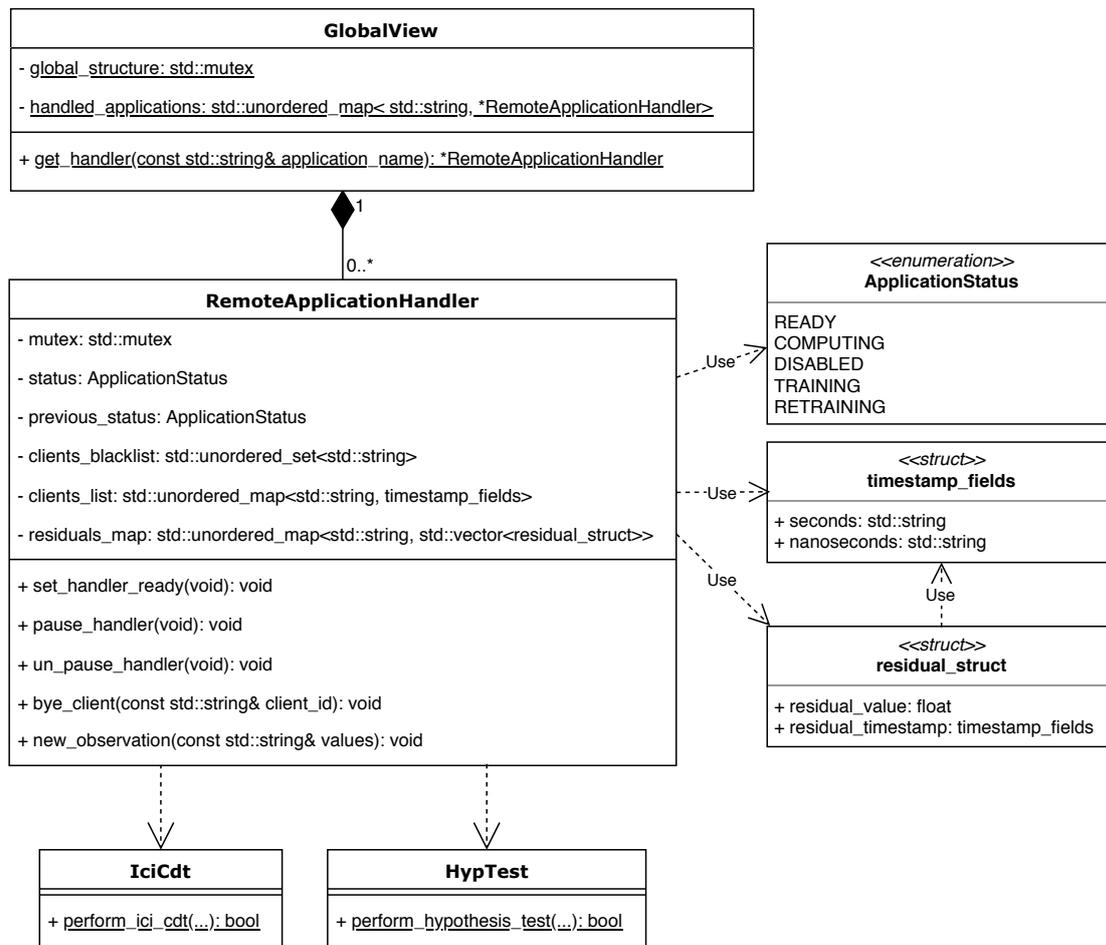 GlobalView
- global_structure: std::mutex
- handled_applications: std::unordered_map< std::string, *RemoteApplicationHandler>
+ get_handler(const std::string& application_name): *RemoteApplicationHandler
1
0..*
RemoteApplicationHandler
- mutex: std::mutex
- status: ApplicationStatus
- previous_status: ApplicationStatus
- clients_blacklist: std::unordered_set<std::string>
- clients_list: std::unordered_map<std::string, timestamp_fields>
- residuals_map: std::unordered_map<std::string, std::vector<residual_struct>>
+ set_handler_ready(void): void
+ pause_handler(void): void
+ un_pause_handler(void): void
+ bye_client(const std::string& client_id): void
+ new_observation(const std::string& values): void
Use
<<enumeration>>
ApplicationStatus
READY
COMPUTING
DISABLED
TRAINING
RETRAINING
Use
<<struct>>
timestamp_fields
+ seconds: std::string
+ nanoseconds: std::string
Use
Use
<<struct>>
residual_struct
+ residual_value: float
+ residual_timestamp: timestamp_fields
IciCdt
+ perform_ici_cdt(...): bool
HypTest
+ perform_hypothesis_test(...): bool